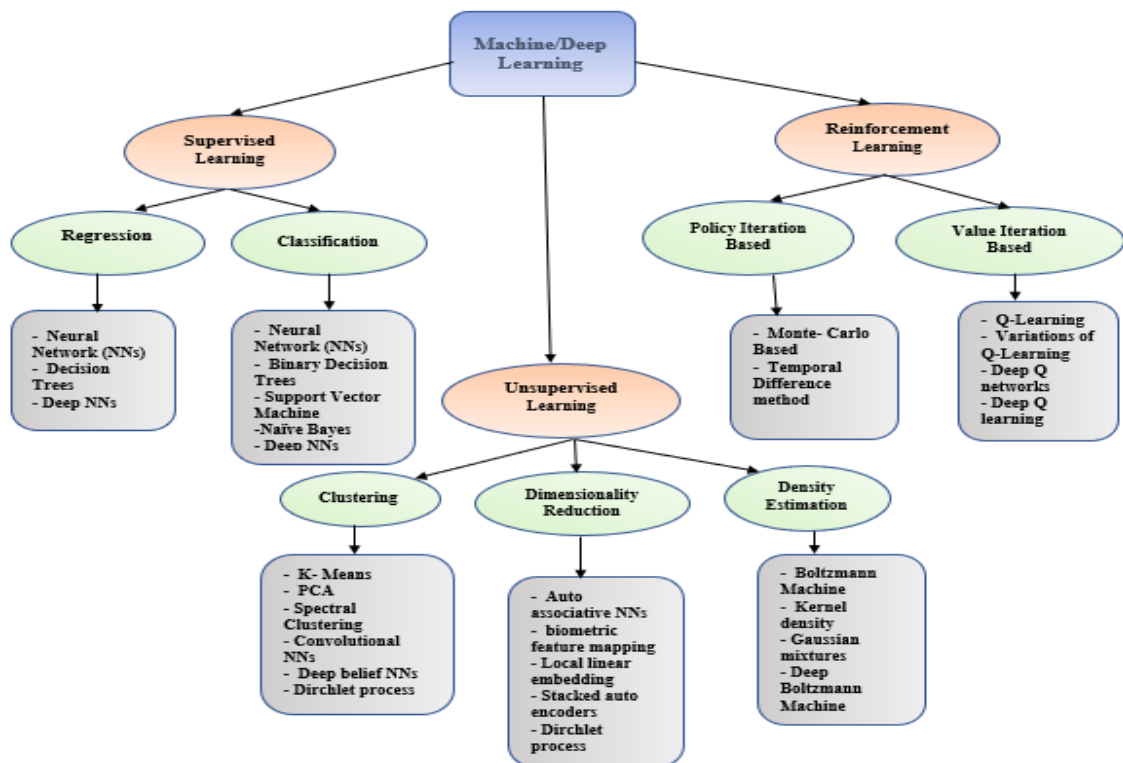 Machine/Deep
Learning
Supervised
Learning
Reinforcement
Learning
Regression
Classification
Policy Iteration
Based
Value Iteration
Based
- Neural
Network (NNs)
- Decision
Trees
- Deep NNs
- Neural
Network (NNs)
- Binary Decision
Trees
- Support Vector
Machine
-Naïve Bayes
- Deep NNs
- Monte- Carlo
Based
- Temporal
Difference
method
- Q-Learning
- Variations of
Q-Learning
- Deep Q
networks
- Deep Q
learning
Unsupervised
Learning
Clustering
Dimensionality
Reduction
Density
Estimation
- K- Means
- PCA
- Spectral
Clustering
- Convolutional
NNs
- Deep belief NNs
- Dirchlet process
- Auto
associative NNs
- biometric
feature mapping
- Local linear
embedding
- Stacked auto
encoders
- Dirchlet
process
- Boltzmann
Machine
- Kernel
density
- Gaussian
mixtures
- Deep
Boltzmann
Machine